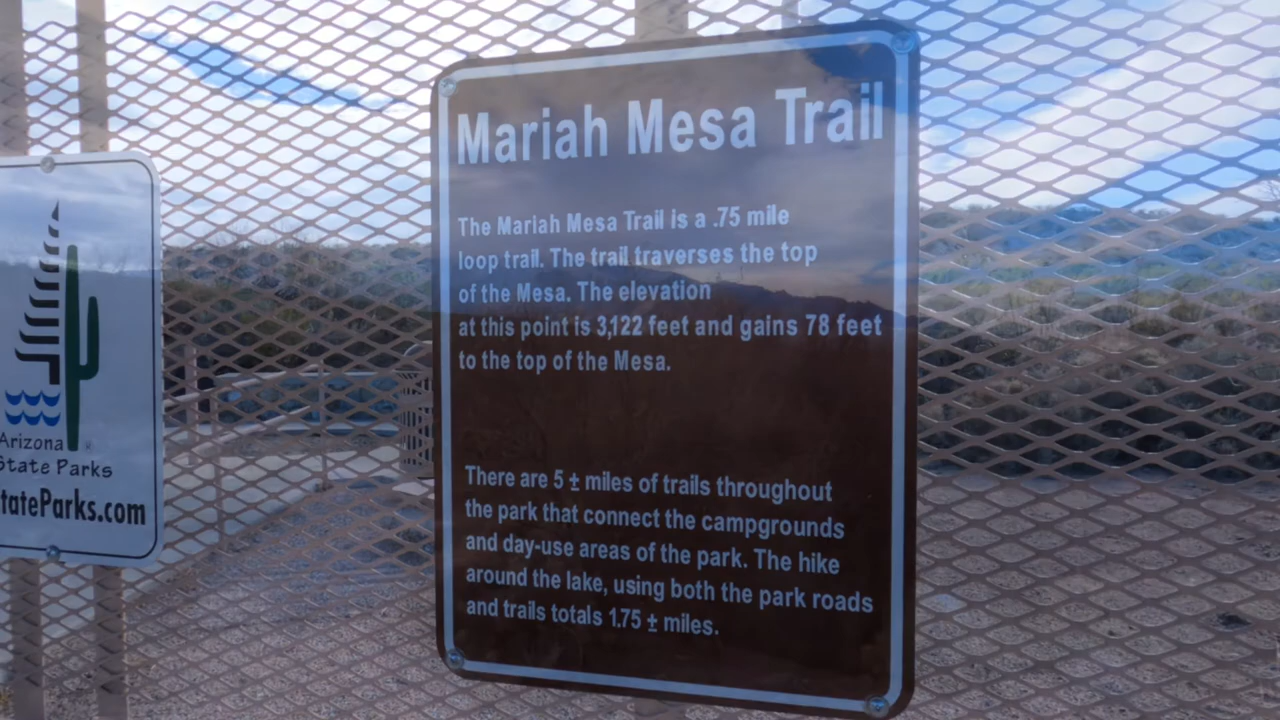 Mariah Mesa Trail
The Mariah Mesa Trail is a .75 mile
loop trail. The trail traverses the top
of the Mesa. The elevation
at this point is 3,122 feet and gains 78 feet
to the top of the Mesa.
There are 5 ± miles of trails throughout
the park that connect the campgrounds
and day-use areas of the park. The hike
around the lake, using both the park roads
and trails totals 1.75 ± miles.
Arizona ®
State Parks
tateParks.com